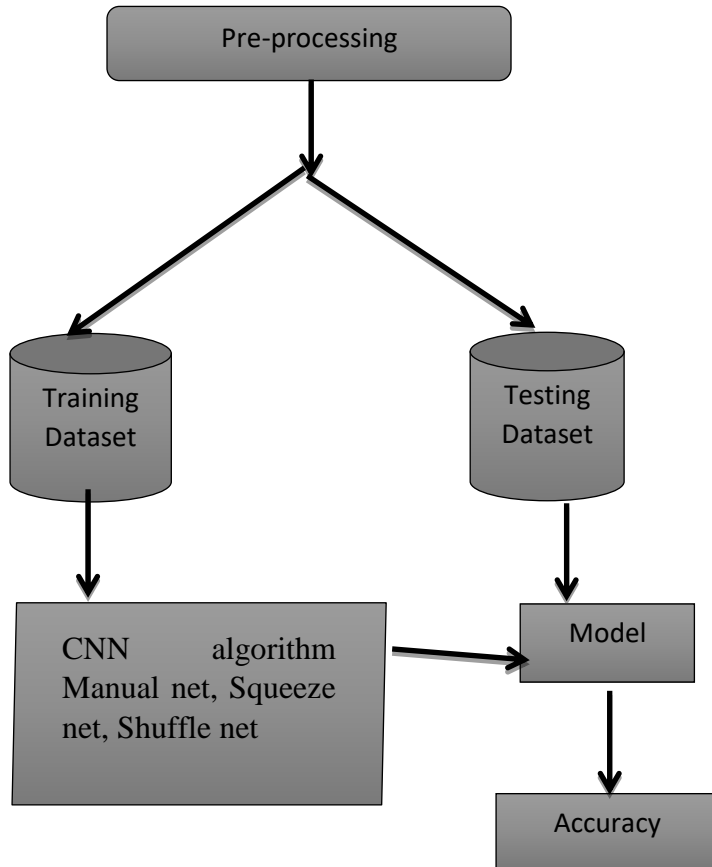 Pre-processing
Training
Dataset
Testing
Dataset
CNN algorithm
Manual net, Squeeze
net, Shuffle net
Model
Accuracy